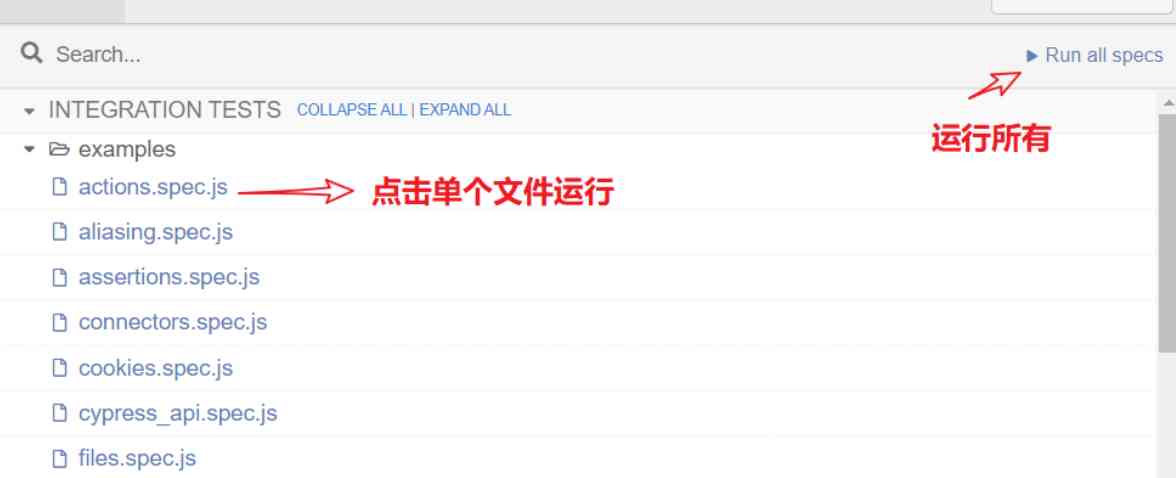 Search...
Run all specs
INTEGRATION TESTS COLLAPSE ALL | EXPAND ALL
运行所有
examples
actions.spec.js 点击单个文件运行
aliasing.spec.js
assertions.spec.js
connectors.spec.js
cookies.spec.js
cypress_api.spec.js
files.spec.js